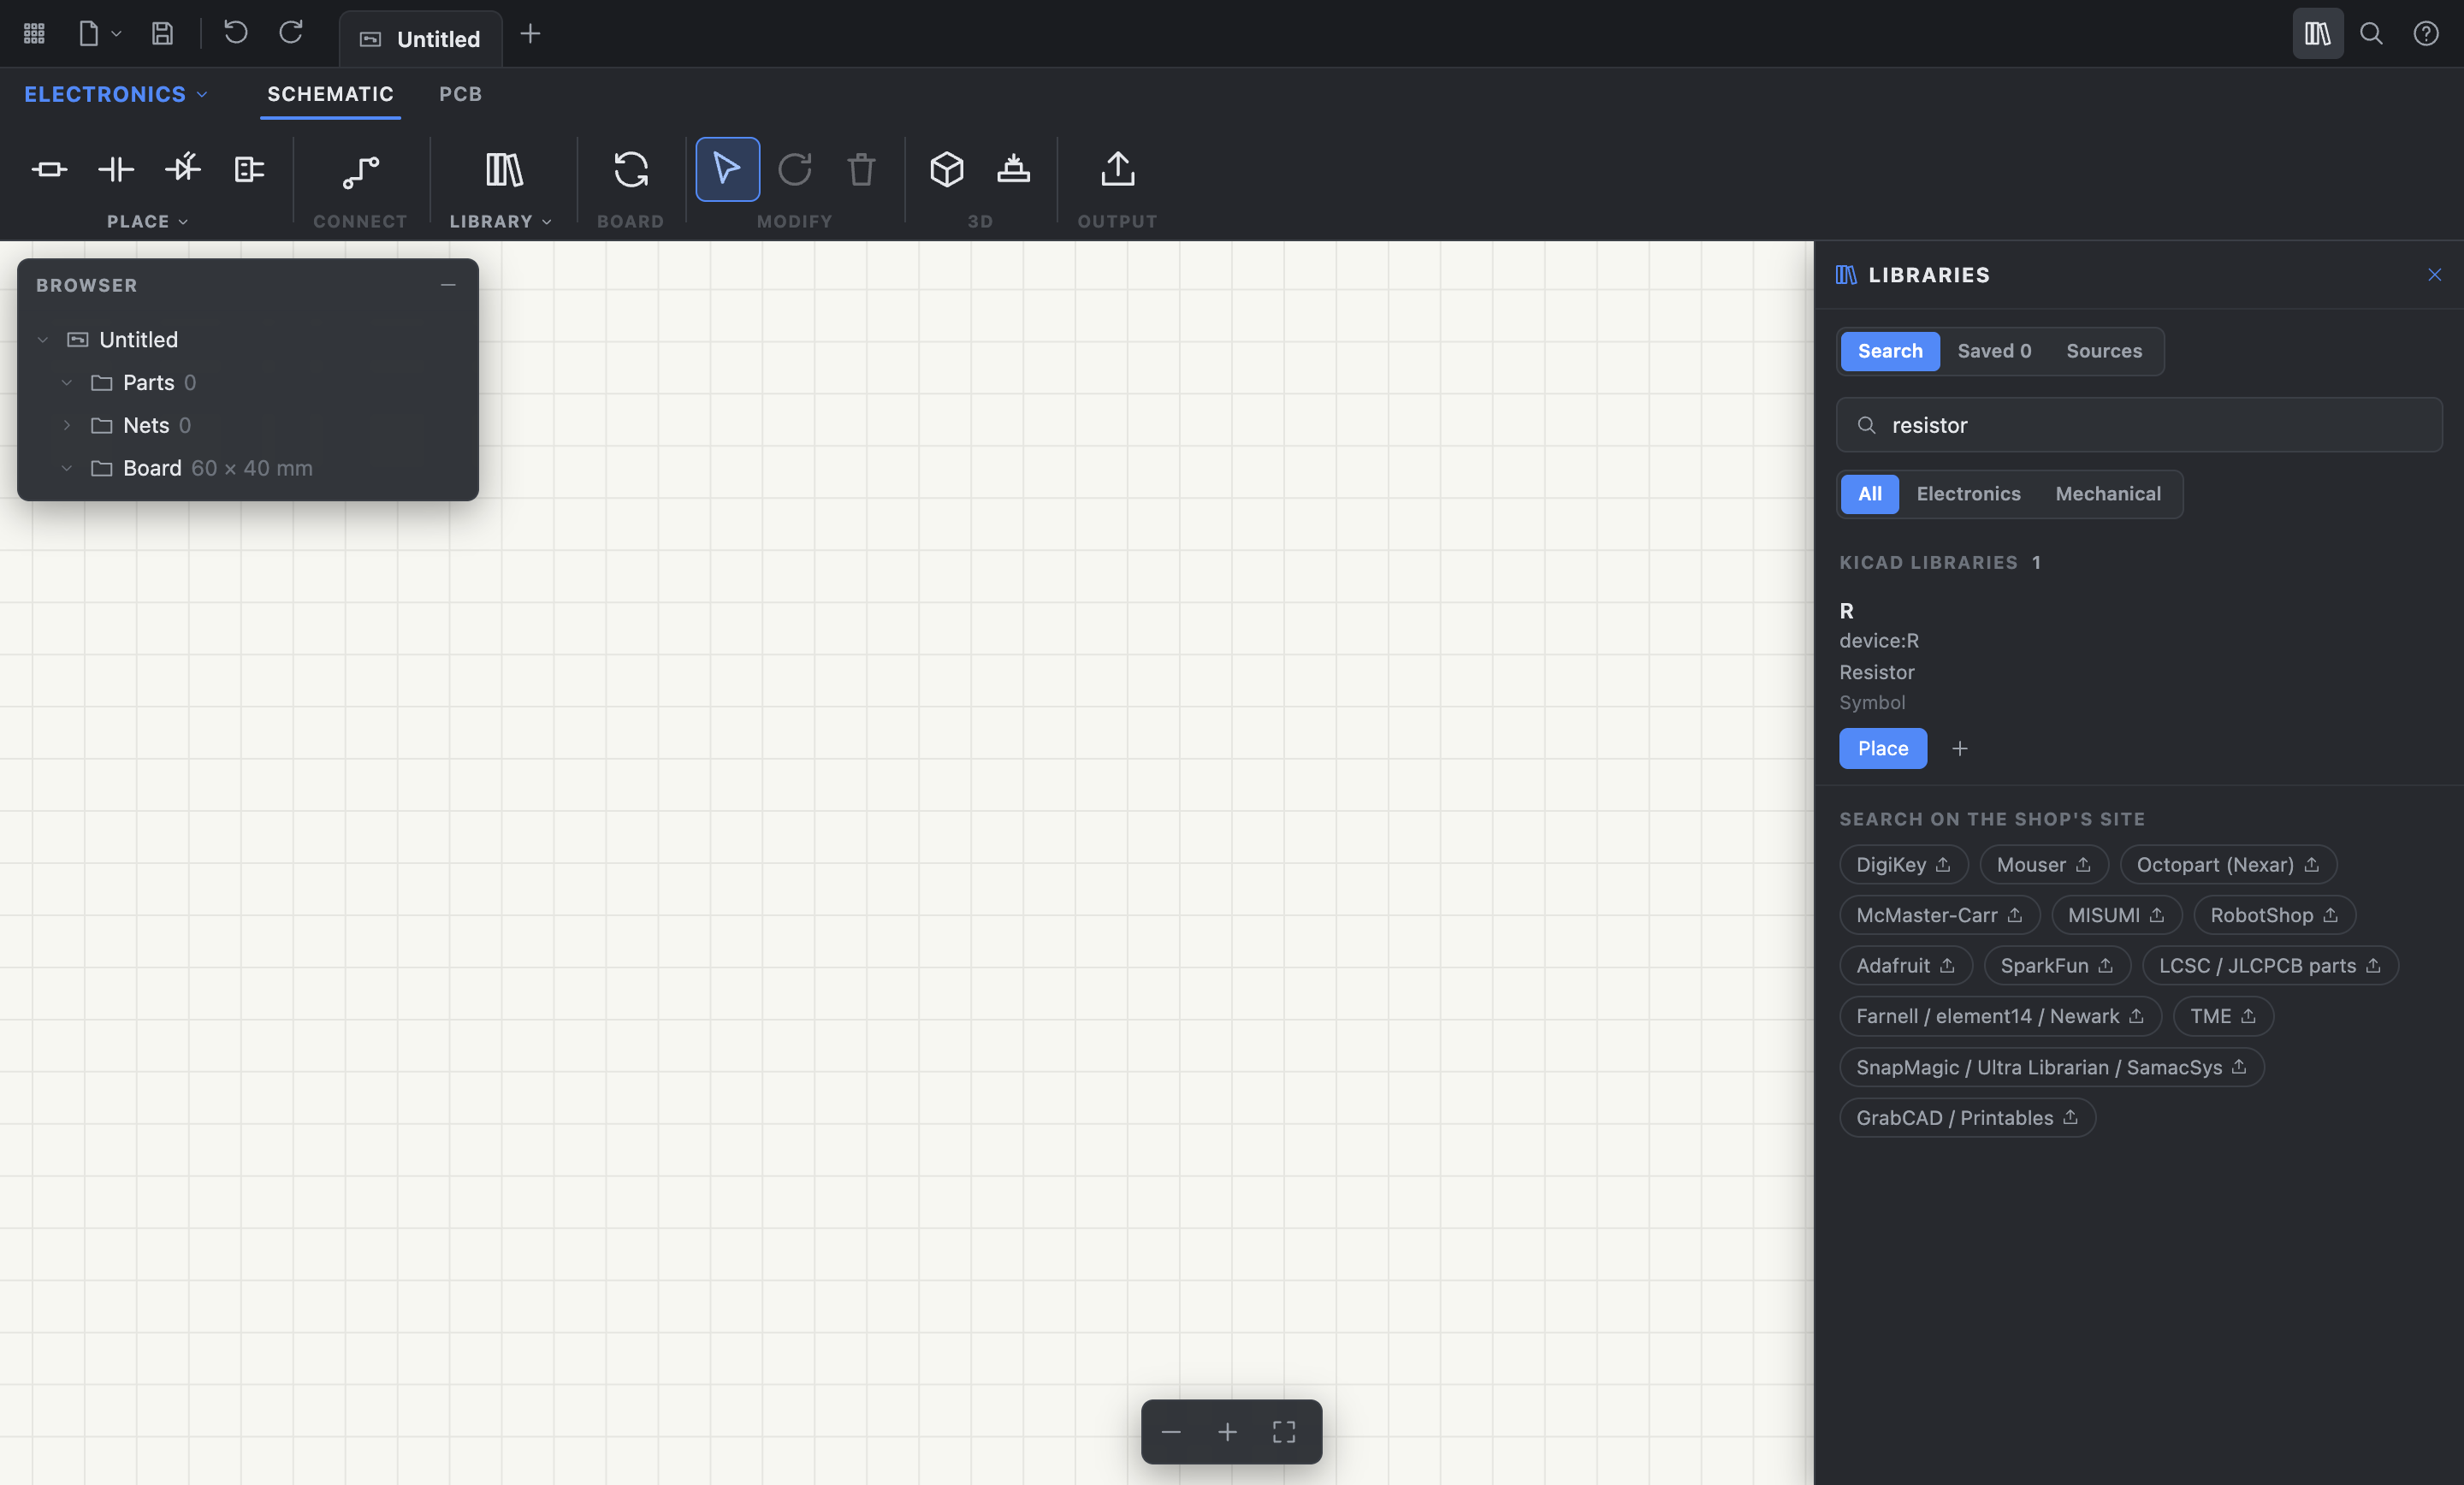 Untitled
ELECTRONICS SCHEMATIC PCB
PLACE CONNECT LIBRARY BOARD MODIFY 3D OUTPUT
BROWSER
Untitled
Parts 0
Nets 0
Board 60 × 40 mm
LIBRARIES
Search Saved 0 Sources
resistor
All Electronics Mechanical
KICAD LIBRARIES 1
R
device:R
Resistor
Symbol
Place
SEARCH ON THE SHOP'S SITE
DigiKey Mouser Octopart (Nexar)
McMaster-Carr MISUMI RobotShop
Adafruit SparkFun LCSC / JLCPCB parts
Farnell / element14 / Newark TME
SnapMagic / Ultra Librarian / SamacSys
GrabCAD / Printables